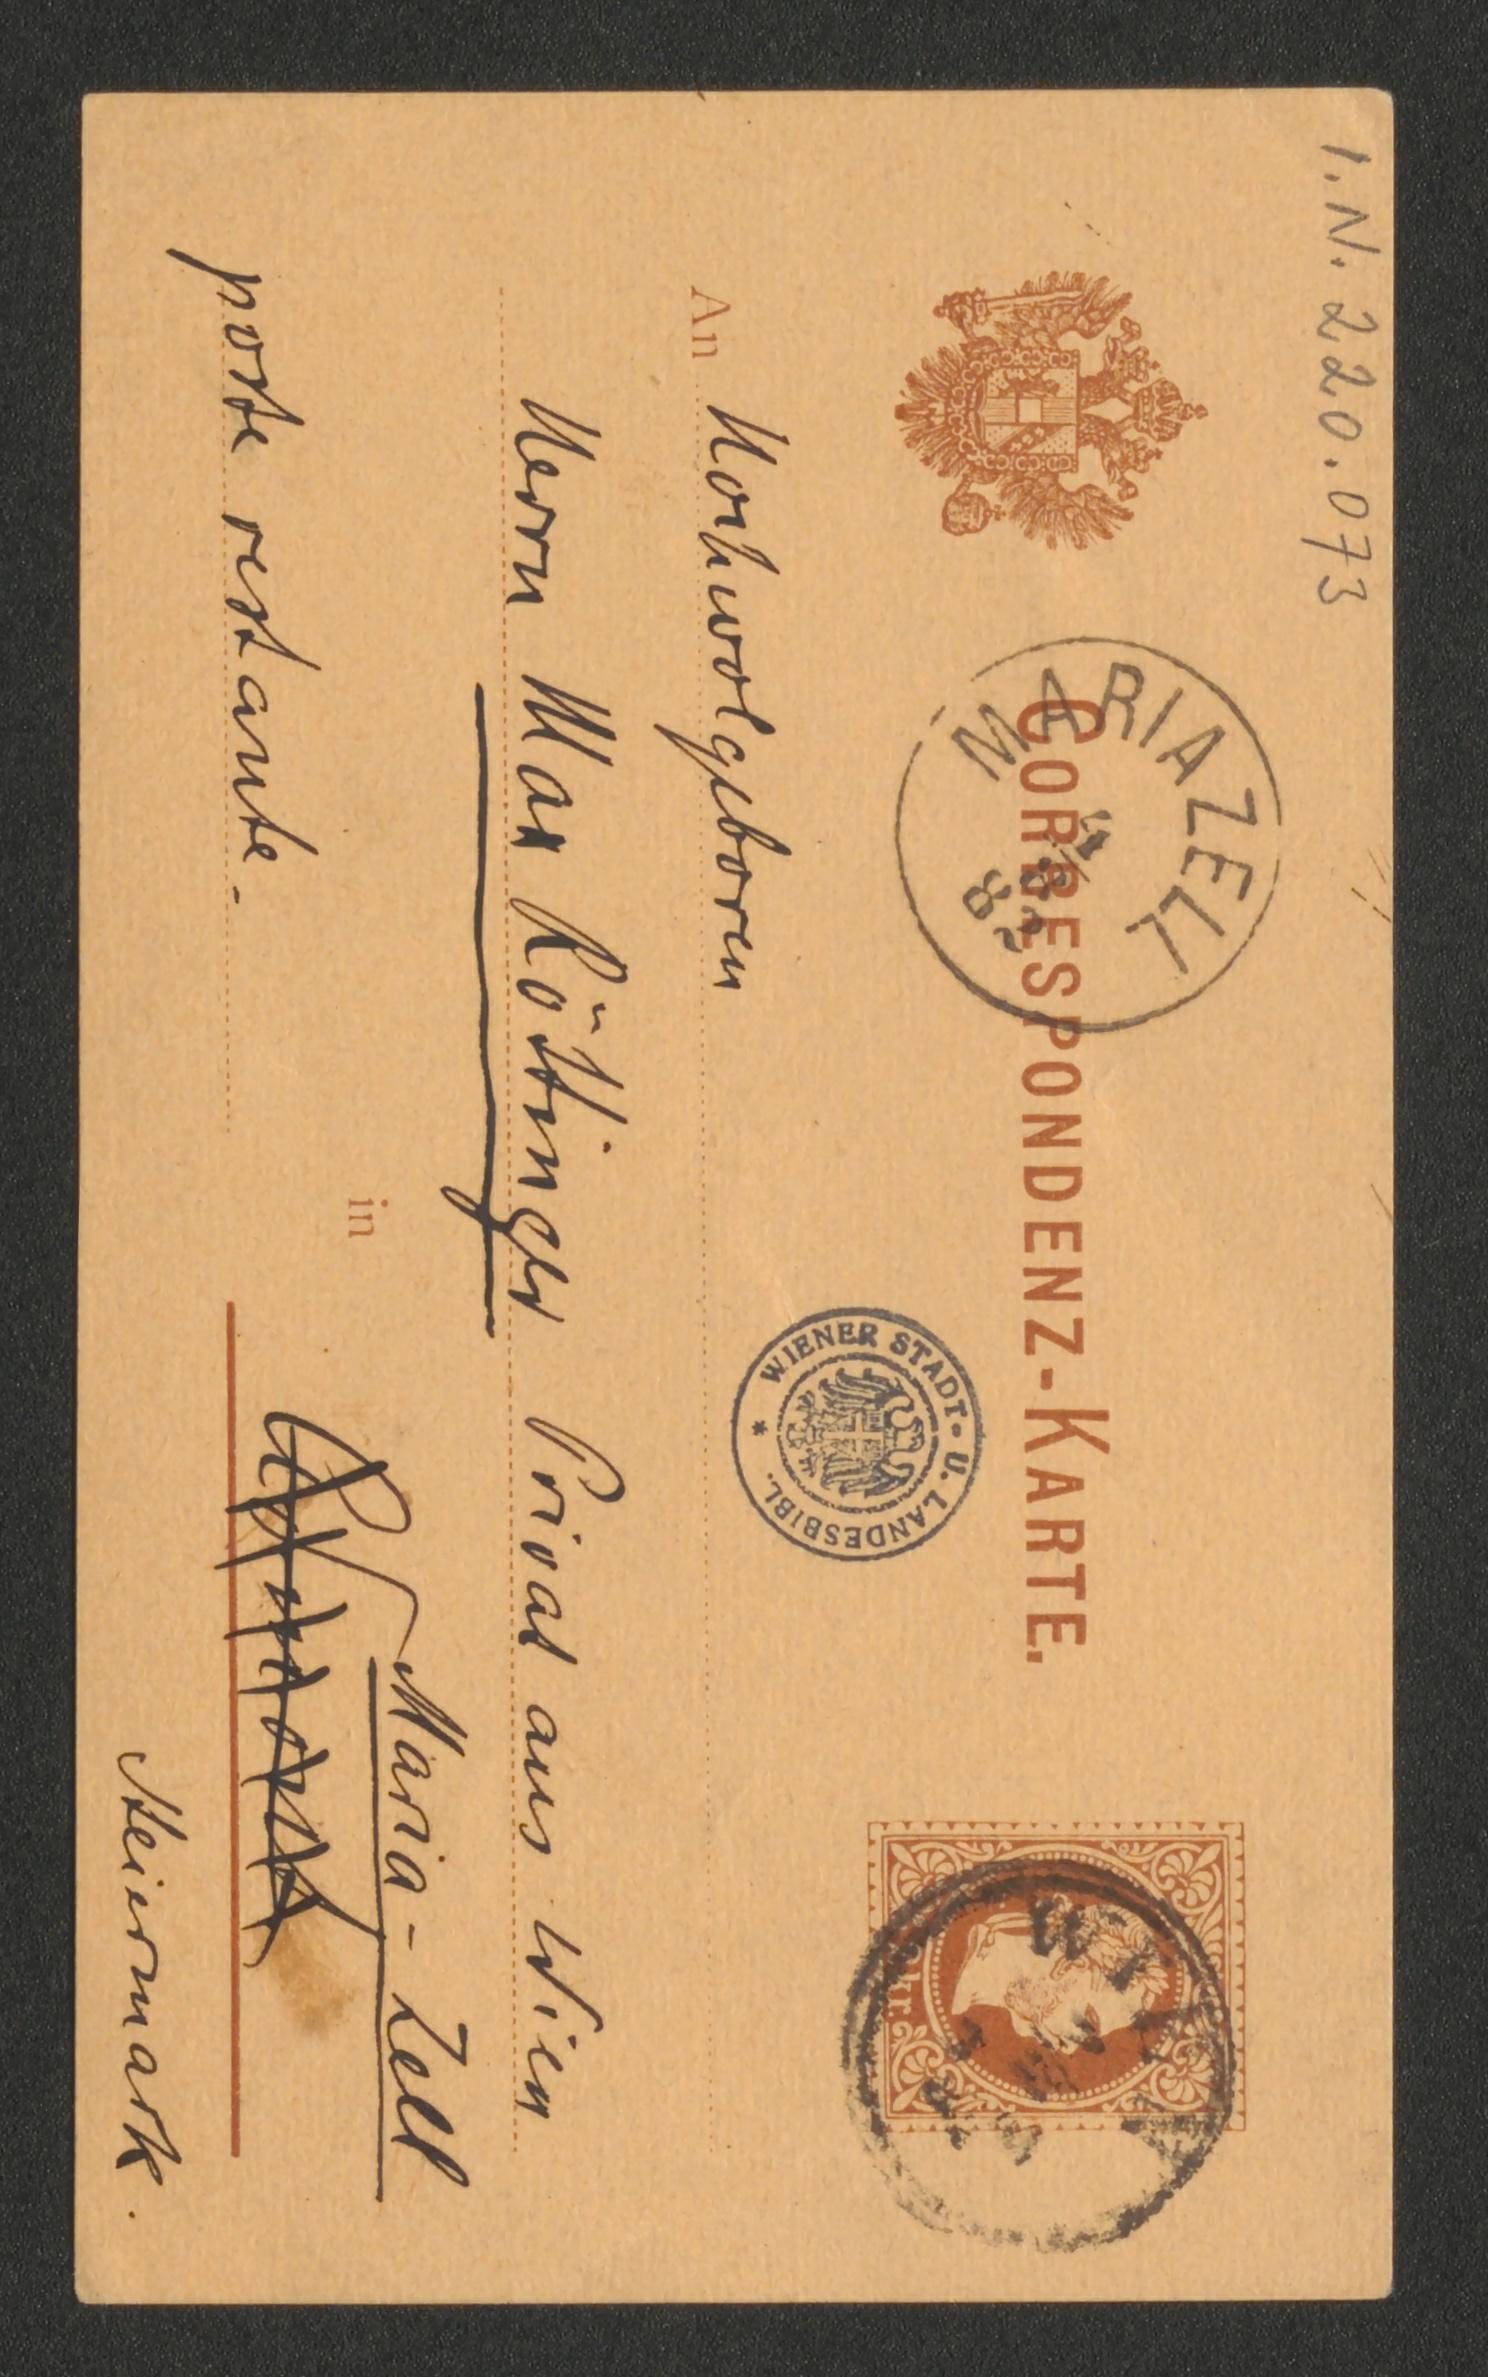 I.N. 220.073
CORRESPONDENZ-KARTE.
MARIAZELL
WIENER STADT- U. LANDESBIBL.
An Hochwolgeboren
Herrn Max Röttinger Privat aus Wien
in Maria-Zell
poste restante.
Steiermark.